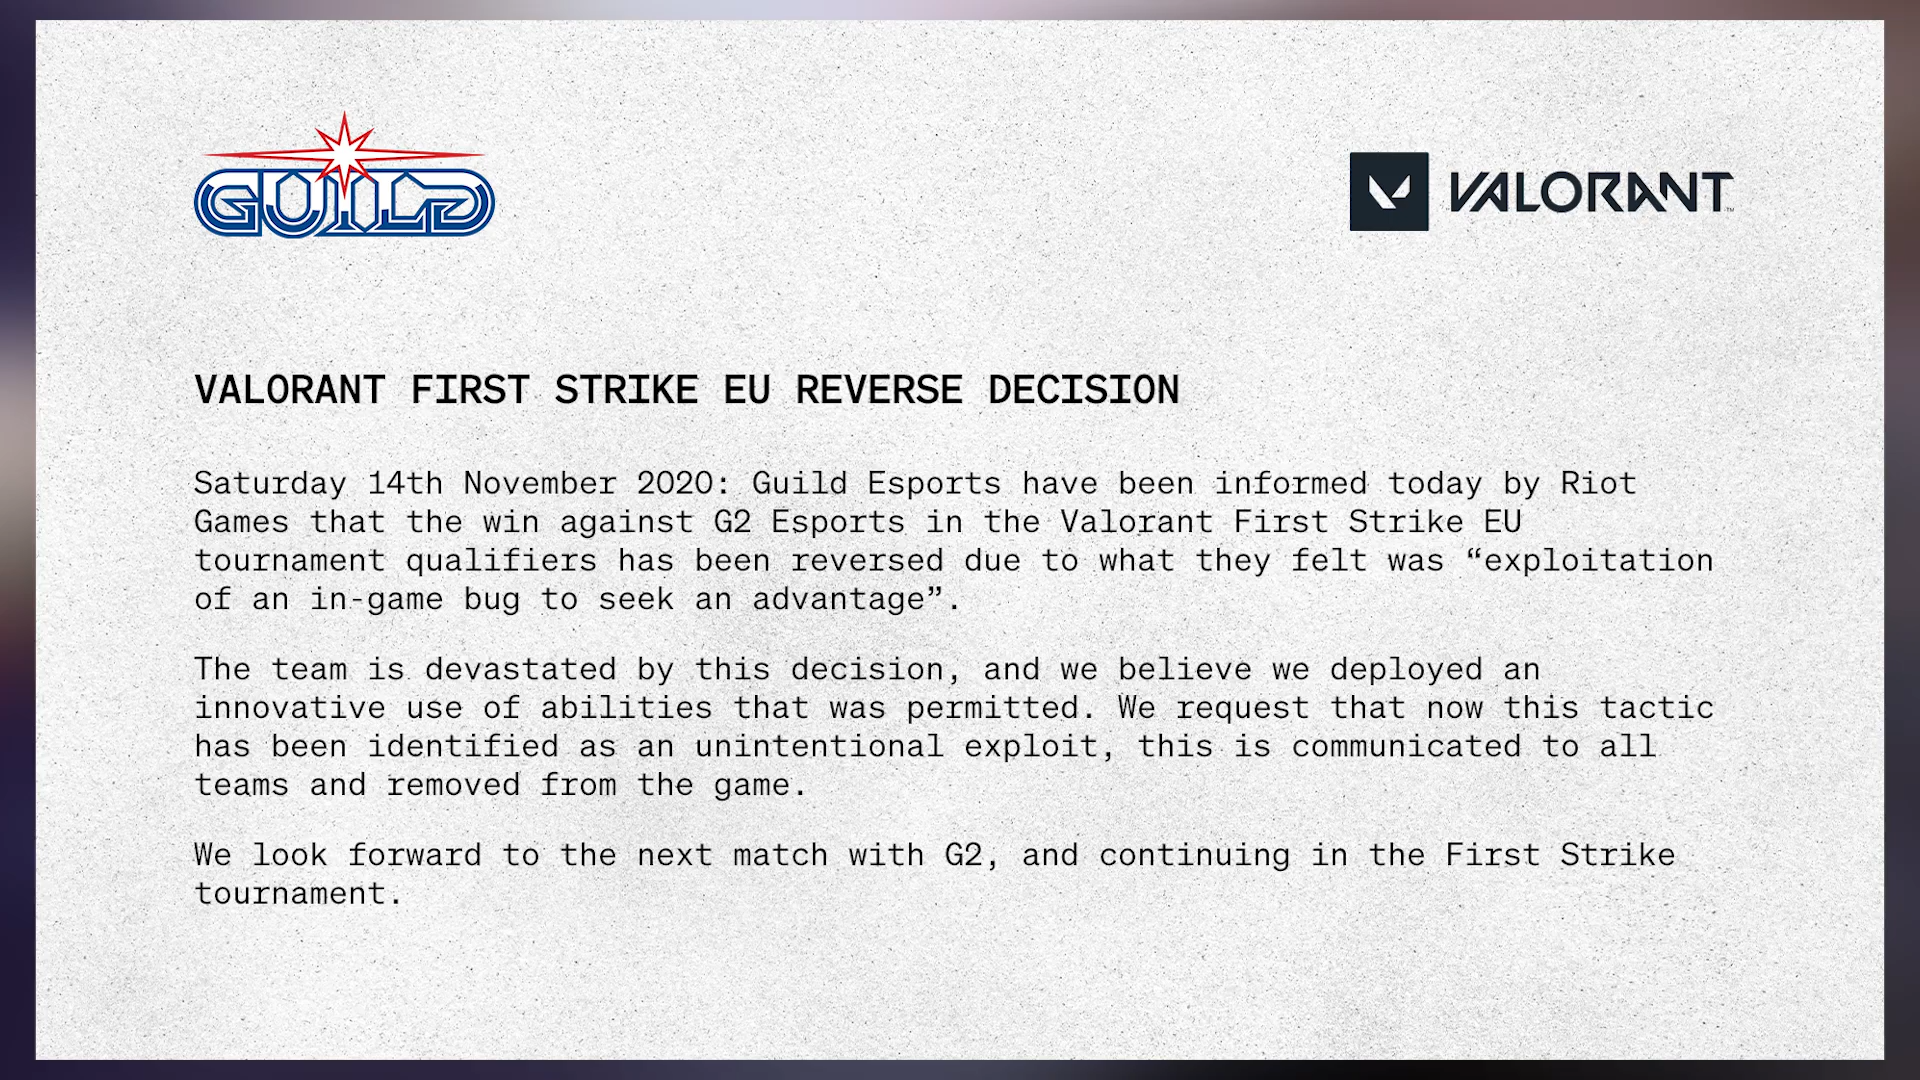 GUILD
VALORANT
VALORANT FIRST STRIKE EU REVERSE DECISION
Saturday 14th November 2020: Guild Esports have been informed today by Riot
Games that the win against G2 Esports in the Valorant First Strike EU
tournament qualifiers has been reversed due to what they felt was “exploitation
of an in-game bug to seek an advantage”.
The team is devastated by this decision, and we believe we deployed an
innovative use of abilities that was permitted. We request that now this tactic
has been identified as an unintentional exploit, this is communicated to all
teams and removed from the game.
We look forward to the next match with G2, and continuing in the First Strike
tournament.